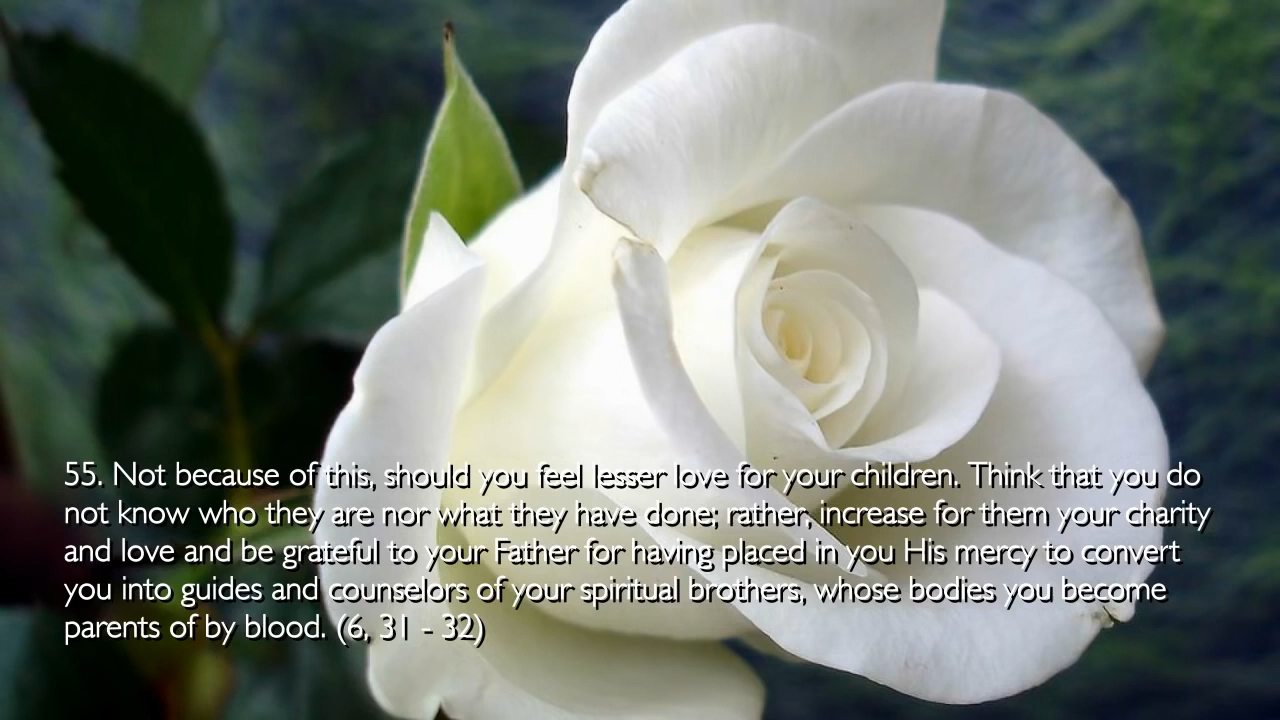 55. Not because of this, should you feel lesser love for your children. Think that you do
not know who they are nor what they have done; rather, increase for them your charity
and love and be grateful to your Father for having placed in you His mercy to convert
you into guides and counselors of your spiritual brothers, whose bodies you become
parents of by blood. (6, 31 - 32)